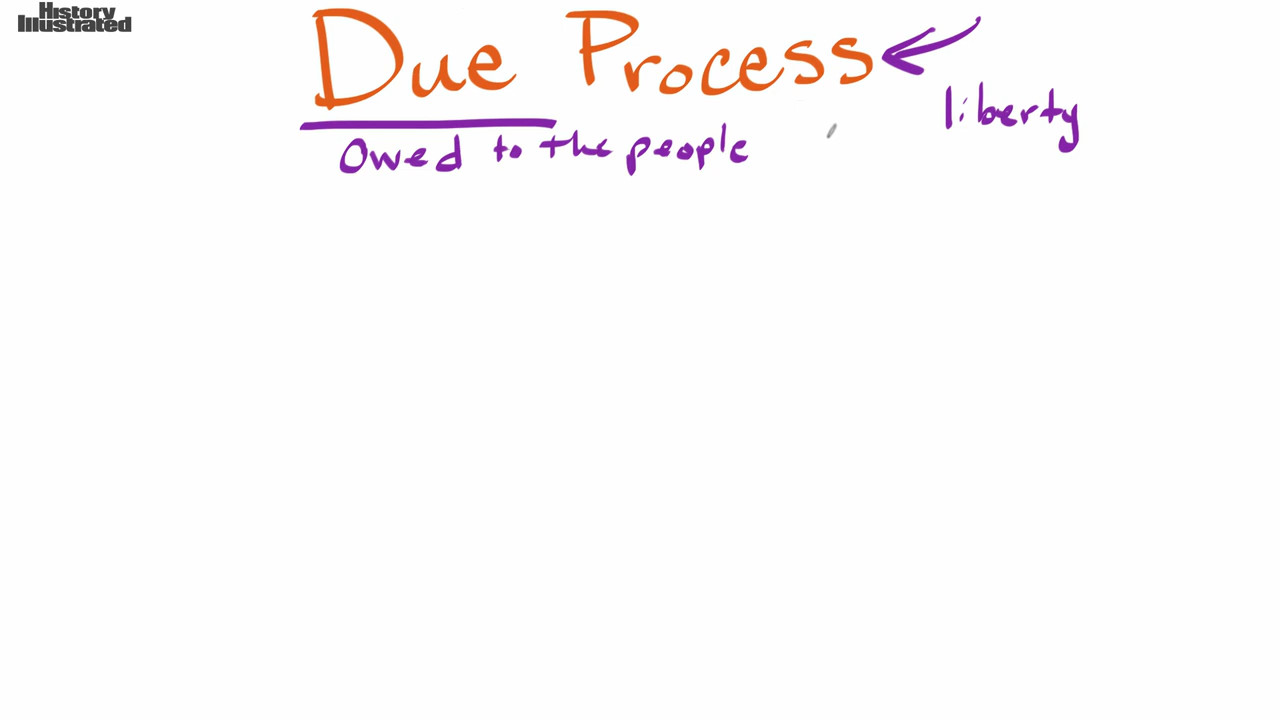 History
Illustrated
Due Process
liberty
Owed to the people